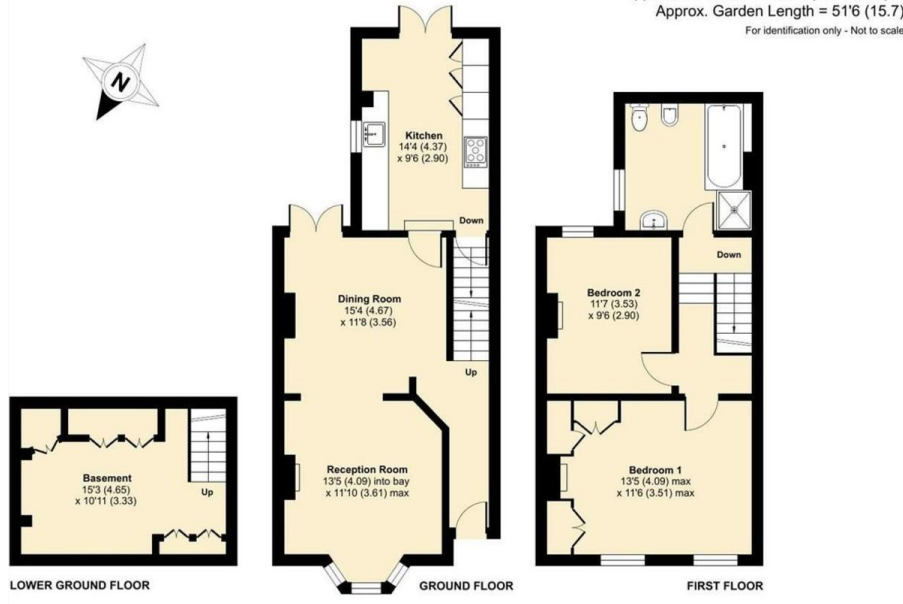 Approx. Garden Length = 51'6 (15.7)
For identification only - Not to scale
N
Kitchen
14'4 (4.37)
x 9'6 (2.90)
Down
Dining Room
15'4 (4.67)
x 11'8 (3.56)
Up
Reception Room
13'5 (4.09) into bay
x 11'10 (3.61) max
Down
Bedroom 2
11'7 (3.53)
x 9'6 (2.90)
Bedroom 1
13'5 (4.09) max
x 11'6 (3.51) max
Basement
15'3 (4.65)
x 10'11 (3.33)
Up
LOWER GROUND FLOOR
GROUND FLOOR
FIRST FLOOR